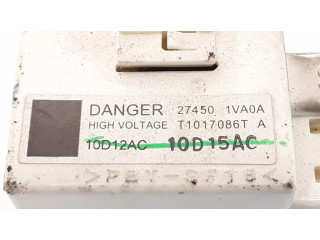 DANGER 27450 1VA0A
HIGH VOLTAGE T1017086T A
10D12AC 10D15AC